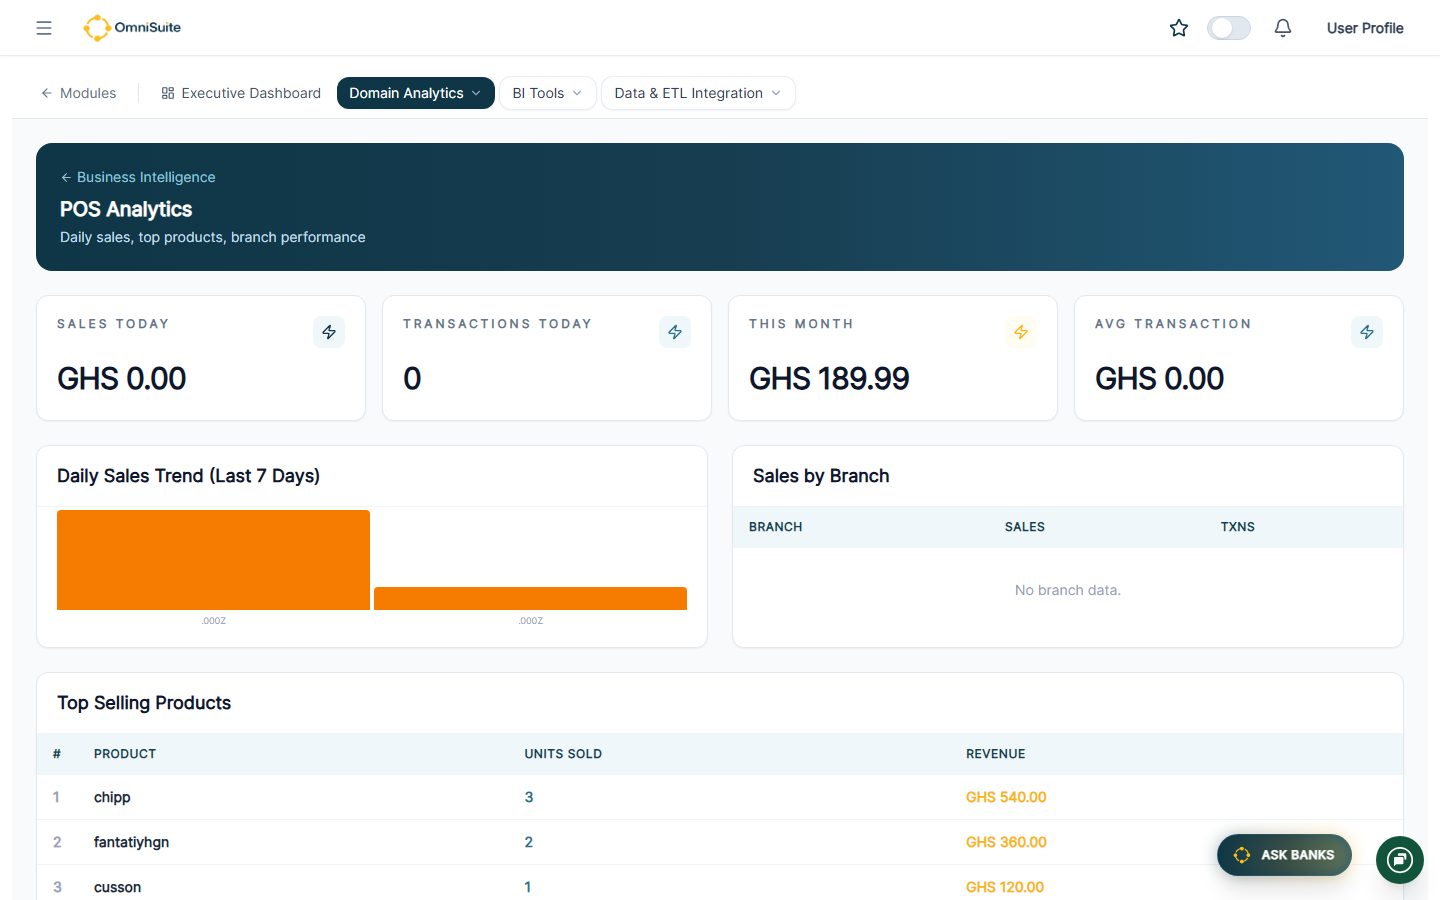 OmniSuite
User Profile
Modules
Executive Dashboard
Domain Analytics
BI Tools
Data & ETL Integration
Business Intelligence
POS Analytics
Daily sales, top products, branch performance
SALES TODAY
GHS 0.00
TRANSACTIONS TODAY
0
THIS MONTH
GHS 189.99
AVG TRANSACTION
GHS 0.00
Daily Sales Trend (Last 7 Days)
.000Z
.000Z
Sales by Branch
BRANCH SALES TXNS
No branch data.
Top Selling Products
# PRODUCT UNITS SOLD REVENUE
1 chipp 3 GHS 540.00
2 fantatiyhgn 2 GHS 360.00
3 cusson 1 GHS 120.00
ASK BANKS